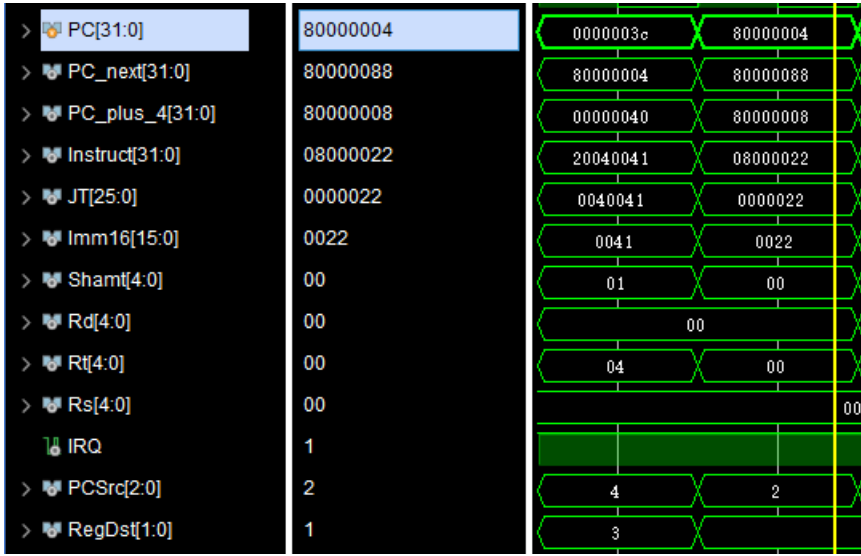 PC[31:0] 80000004 0000003c 80000004
PC_next[31:0] 80000088 80000004 80000088
PC_plus_4[31:0] 80000008 00000040 80000008
Instruct[31:0] 08000022 20040041 08000022
JT[25:0] 0000022 0040041 0000022
Imm16[15:0] 0022 0041 0022
Shamt[4:0] 00 01 00
Rd[4:0] 00 00
Rt[4:0] 00 04 00
Rs[4:0] 00 00
IRQ 1
PCSrc[2:0] 2 4 2
RegDst[1:0] 1 3